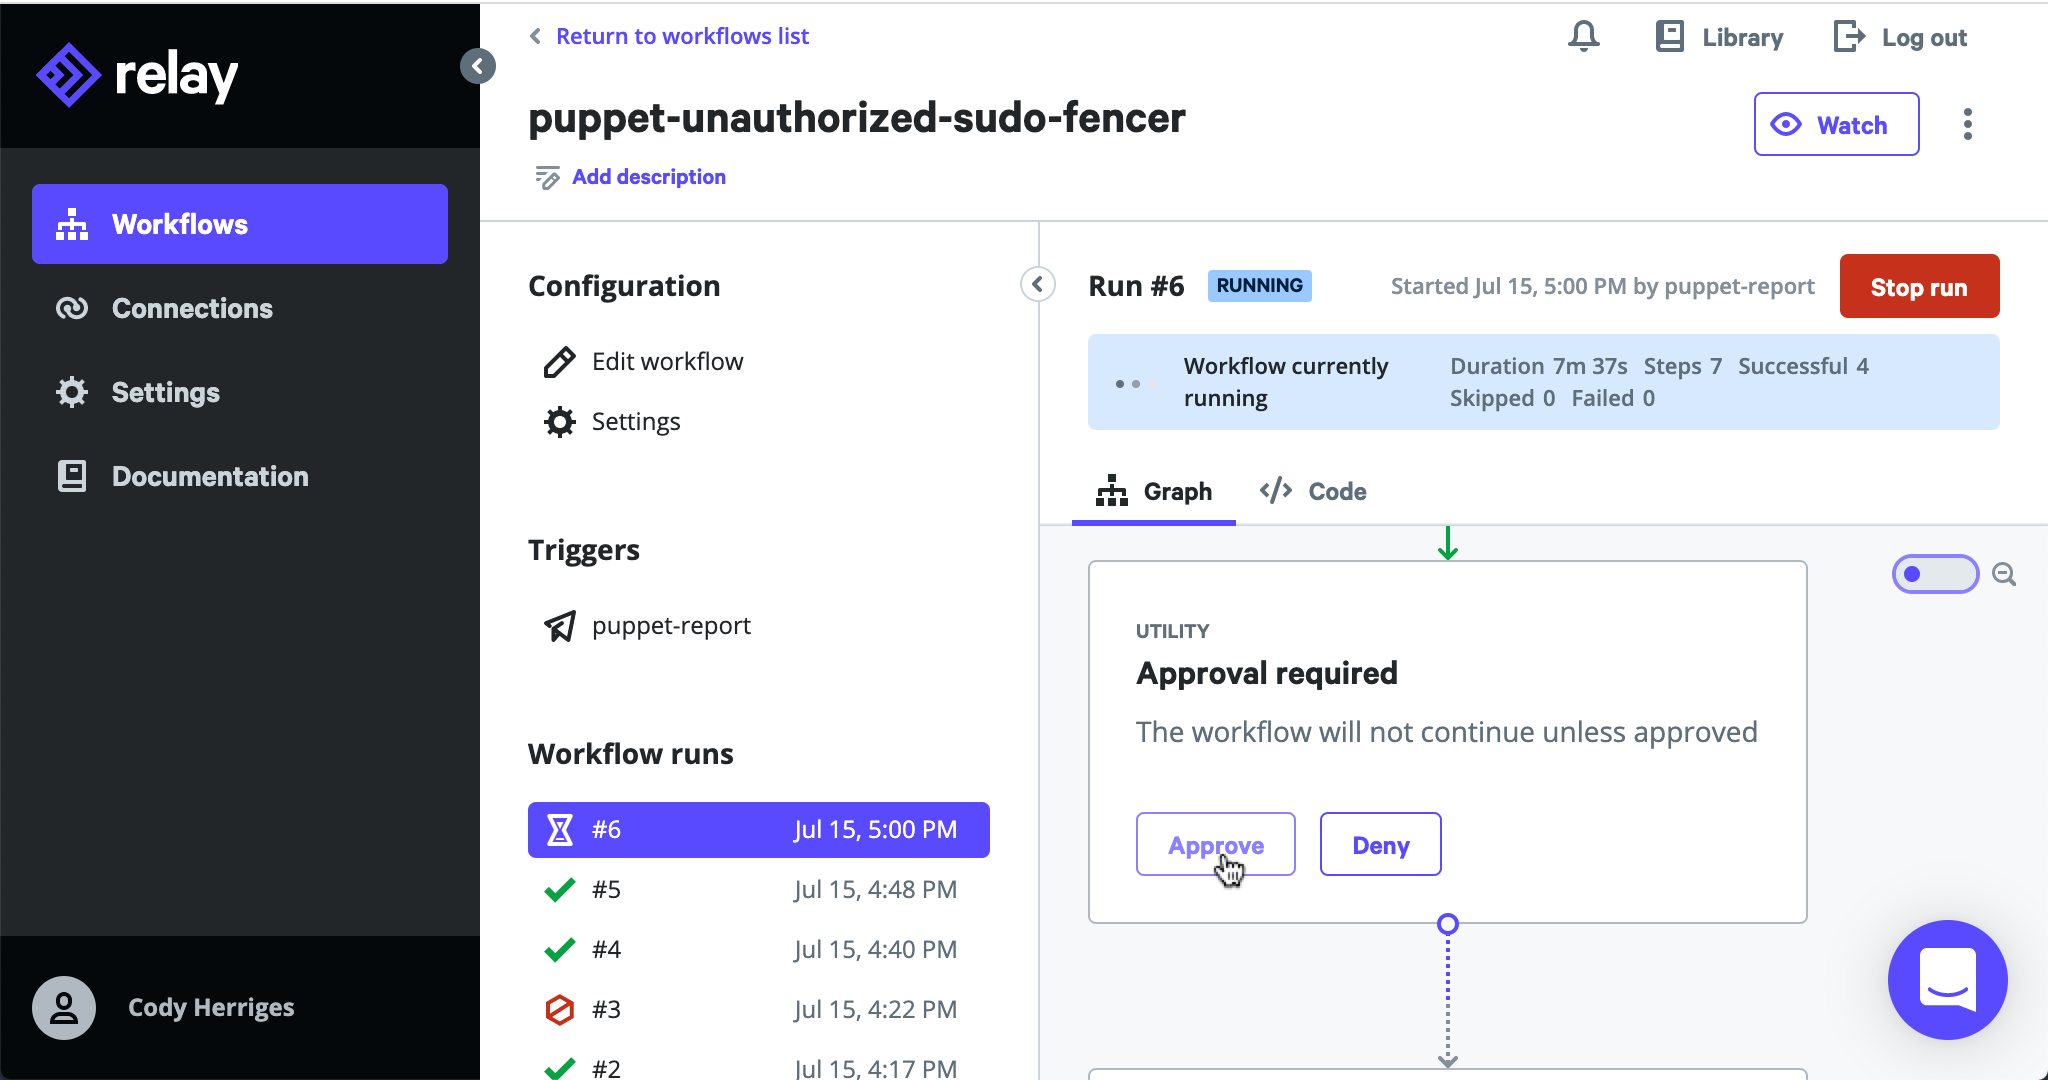 relay
Workflows
Connections
Settings
Documentation
Cody Herriges
Return to workflows list
Library
Log out
puppet-unauthorized-sudo-fencer
Watch
Add description
Configuration
Edit workflow
Settings
Triggers
puppet-report
Workflow runs
#6 Jul 15, 5:00 PM
#5 Jul 15, 4:48 PM
#4 Jul 15, 4:40 PM
#3 Jul 15, 4:22 PM
#2 Jul 15, 4:17 PM
Run #6 RUNNING Started Jul 15, 5:00 PM by puppet-report Stop run
Workflow currently
running
Duration 7m 37s Steps 7 Successful 4
Skipped 0 Failed 0
Graph </> Code
UTILITY
Approval required
The workflow will not continue unless approved
Approve Deny